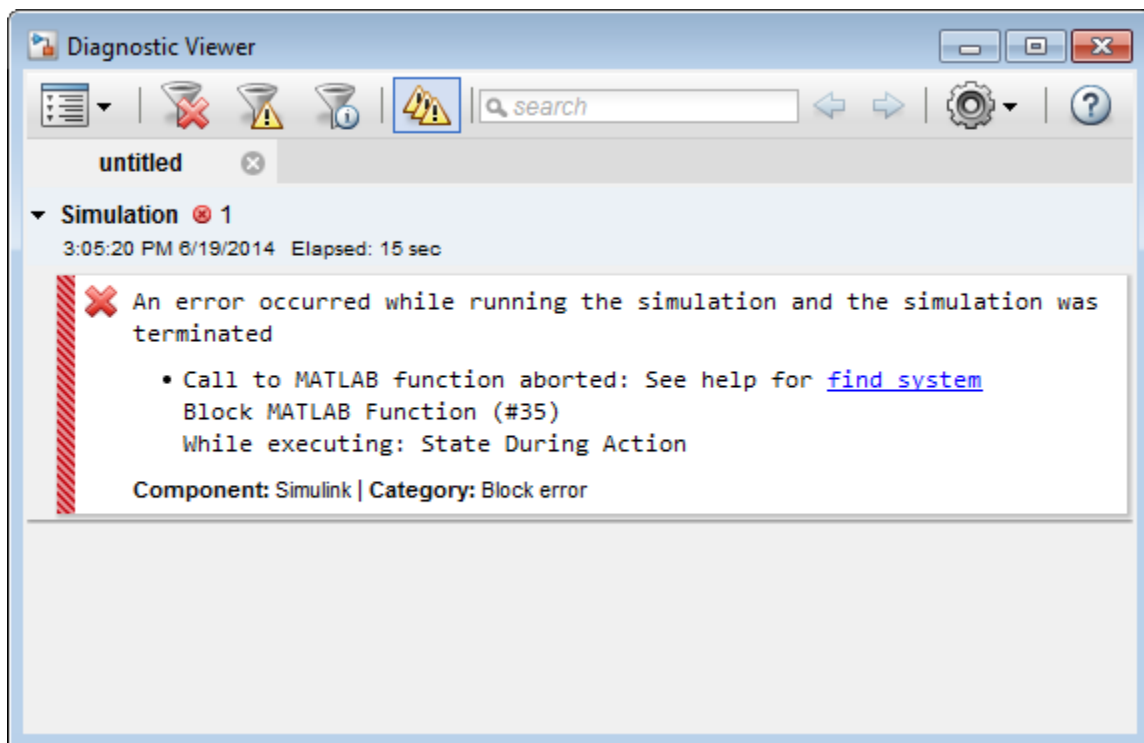 Diagnostic Viewer
search
untitled
Simulation 1
3:05:20 PM 6/19/2014 Elapsed: 15 sec
An error occurred while running the simulation and the simulation was
terminated
• Call to MATLAB function aborted: See help for find_system
Block MATLAB Function (#35)
While executing: State During Action
Component: Simulink | Category: Block error